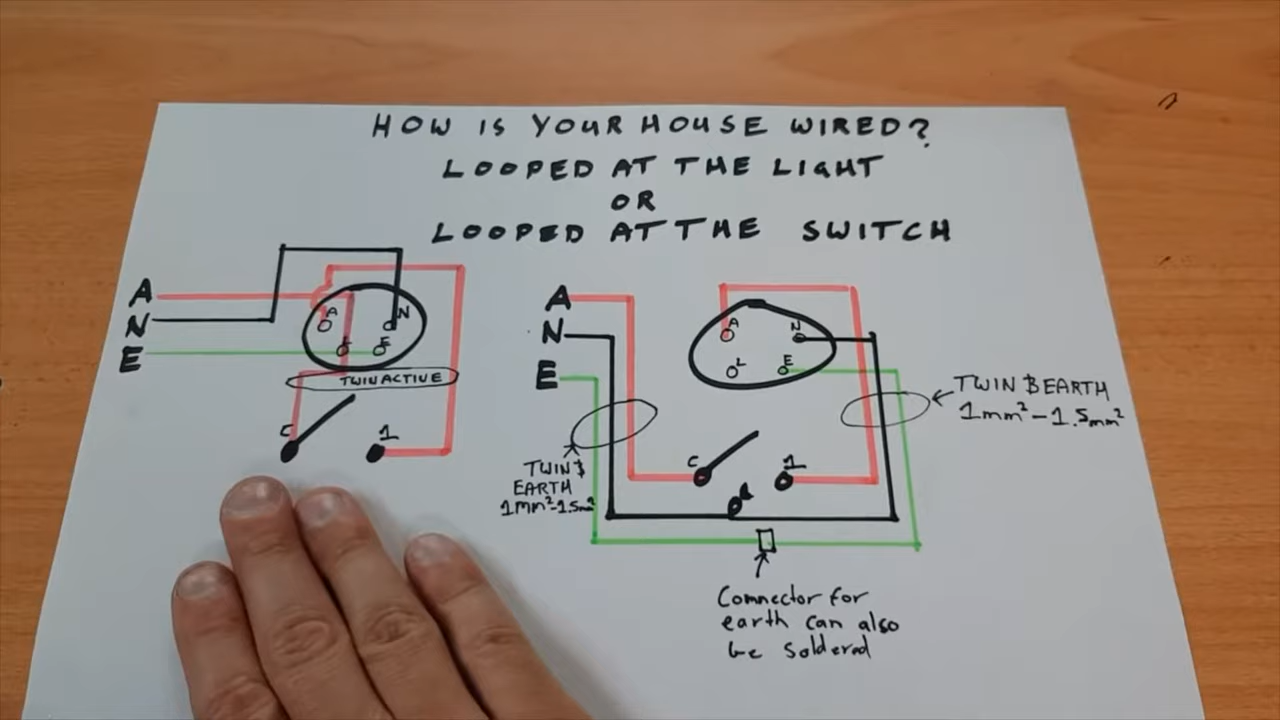 HOW IS YOUR HOUSE WIRED?
LOOPED AT THE LIGHT
OR
LOOPED AT THE SWITCH
A
N
E
A
N
L
E
TWIN ACTIVE
C
1
A
N
E
A
N
L
E
TWIN & EARTH
1mm² - 1.5mm²
C
1
L
TWIN &
EARTH
1mm²-1.5m²
Connector for
earth can also
be soldered